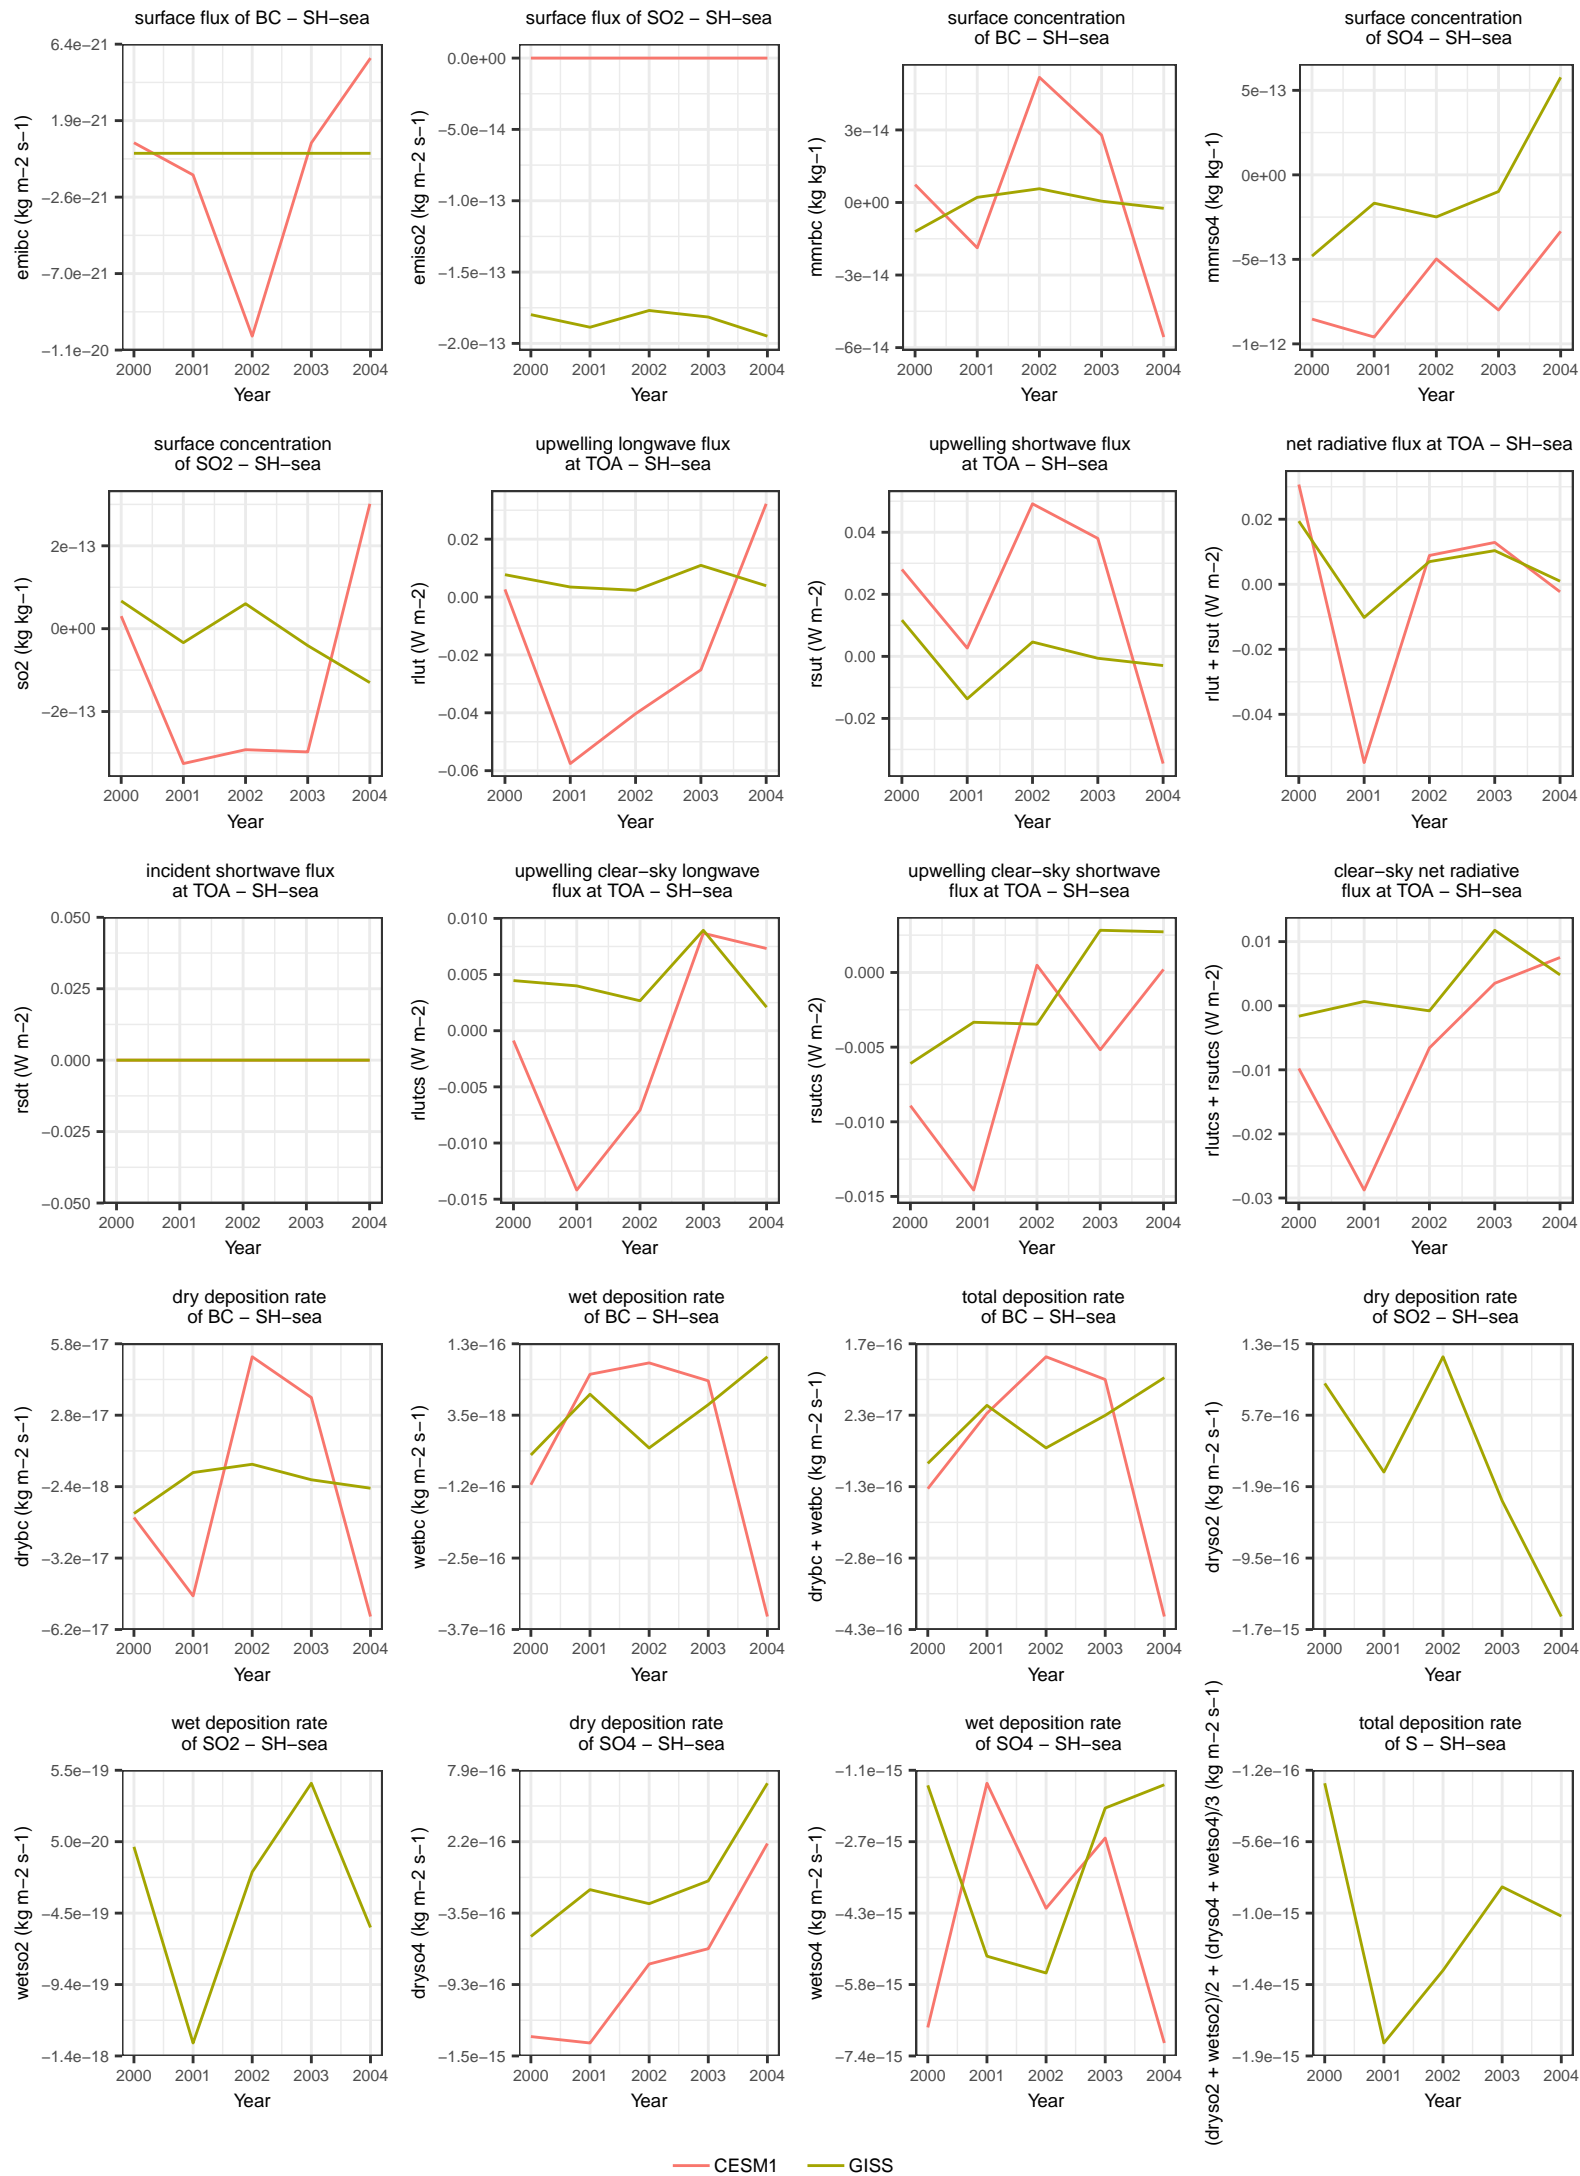 surface flux of BC − SH−sea
6.4e−21
1.9e−21
−2.6e−21
−7.0e−21
−1.1e−20
emibc (kg m−2 s−1)
2000 2001 2002 2003 2004
Year
surface flux of SO2 − SH−sea
0.0e+00
−5.0e−14
−1.0e−13
−1.5e−13
−2.0e−13
emiso2 (kg m−2 s−1)
2000 2001 2002 2003 2004
Year
surface concentration
of BC − SH−sea
3e−14
0e+00
−3e−14
−6e−14
mmrbc (kg kg−1)
2000 2001 2002 2003 2004
Year
surface concentration
of SO4 − SH−sea
5e−13
0e+00
−5e−13
−1e−12
mmrso4 (kg kg−1)
2000 2001 2002 2003 2004
Year
surface concentration
of SO2 − SH−sea
2e−13
0e+00
−2e−13
so2 (kg kg−1)
2000 2001 2002 2003 2004
Year
upwelling longwave flux
at TOA − SH−sea
0.02
0.00
−0.02
−0.04
−0.06
rlut (W m−2)
2000 2001 2002 2003 2004
Year
upwelling shortwave flux
at TOA − SH−sea
0.04
0.02
0.00
−0.02
rsut (W m−2)
2000 2001 2002 2003 2004
Year
net radiative flux at TOA − SH−sea
0.02
0.00
−0.02
−0.04
rlut + rsut (W m−2)
2000 2001 2002 2003 2004
Year
incident shortwave flux
at TOA − SH−sea
0.050
0.025
0.000
−0.025
−0.050
rsdt (W m−2)
2000 2001 2002 2003 2004
Year
upwelling clear−sky longwave
flux at TOA − SH−sea
0.010
0.005
0.000
−0.005
−0.010
−0.015
rlutcs (W m−2)
2000 2001 2002 2003 2004
Year
upwelling clear−sky shortwave
flux at TOA − SH−sea
0.000
−0.005
−0.010
−0.015
rsutcs (W m−2)
2000 2001 2002 2003 2004
Year
clear−sky net radiative
flux at TOA − SH−sea
0.01
0.00
−0.01
−0.02
−0.03
rlutcs + rsutcs (W m−2)
2000 2001 2002 2003 2004
Year
dry deposition rate
of BC − SH−sea
5.8e−17
2.8e−17
−2.4e−18
−3.2e−17
−6.2e−17
drybc (kg m−2 s−1)
2000 2001 2002 2003 2004
Year
wet deposition rate
of BC − SH−sea
1.3e−16
3.5e−18
−1.2e−16
−2.5e−16
−3.7e−16
wetbc (kg m−2 s−1)
2000 2001 2002 2003 2004
Year
total deposition rate
of BC − SH−sea
1.7e−16
2.3e−17
−1.3e−16
−2.8e−16
−4.3e−16
drybc + wetbc (kg m−2 s−1)
2000 2001 2002 2003 2004
Year
dry deposition rate
of SO2 − SH−sea
1.3e−15
5.7e−16
−1.9e−16
−9.5e−16
−1.7e−15
dryso2 (kg m−2 s−1)
2000 2001 2002 2003 2004
Year
wet deposition rate
of SO2 − SH−sea
5.5e−19
5.0e−20
−4.5e−19
−9.4e−19
−1.4e−18
wetso2 (kg m−2 s−1)
2000 2001 2002 2003 2004
Year
dry deposition rate
of SO4 − SH−sea
7.9e−16
2.2e−16
−3.5e−16
−9.3e−16
−1.5e−15
dryso4 (kg m−2 s−1)
2000 2001 2002 2003 2004
Year
wet deposition rate
of SO4 − SH−sea
−1.1e−15
−2.7e−15
−4.3e−15
−5.8e−15
−7.4e−15
wetso4 (kg m−2 s−1)
2000 2001 2002 2003 2004
Year
total deposition rate
of S − SH−sea
−1.2e−16
−5.6e−16
−1.0e−15
−1.4e−15
−1.9e−15
(dryso2 + wetso2)/2 + (dryso4 + wetso4)/3 (kg m−2 s−1)
2000 2001 2002 2003 2004
Year
CESM1 GISS